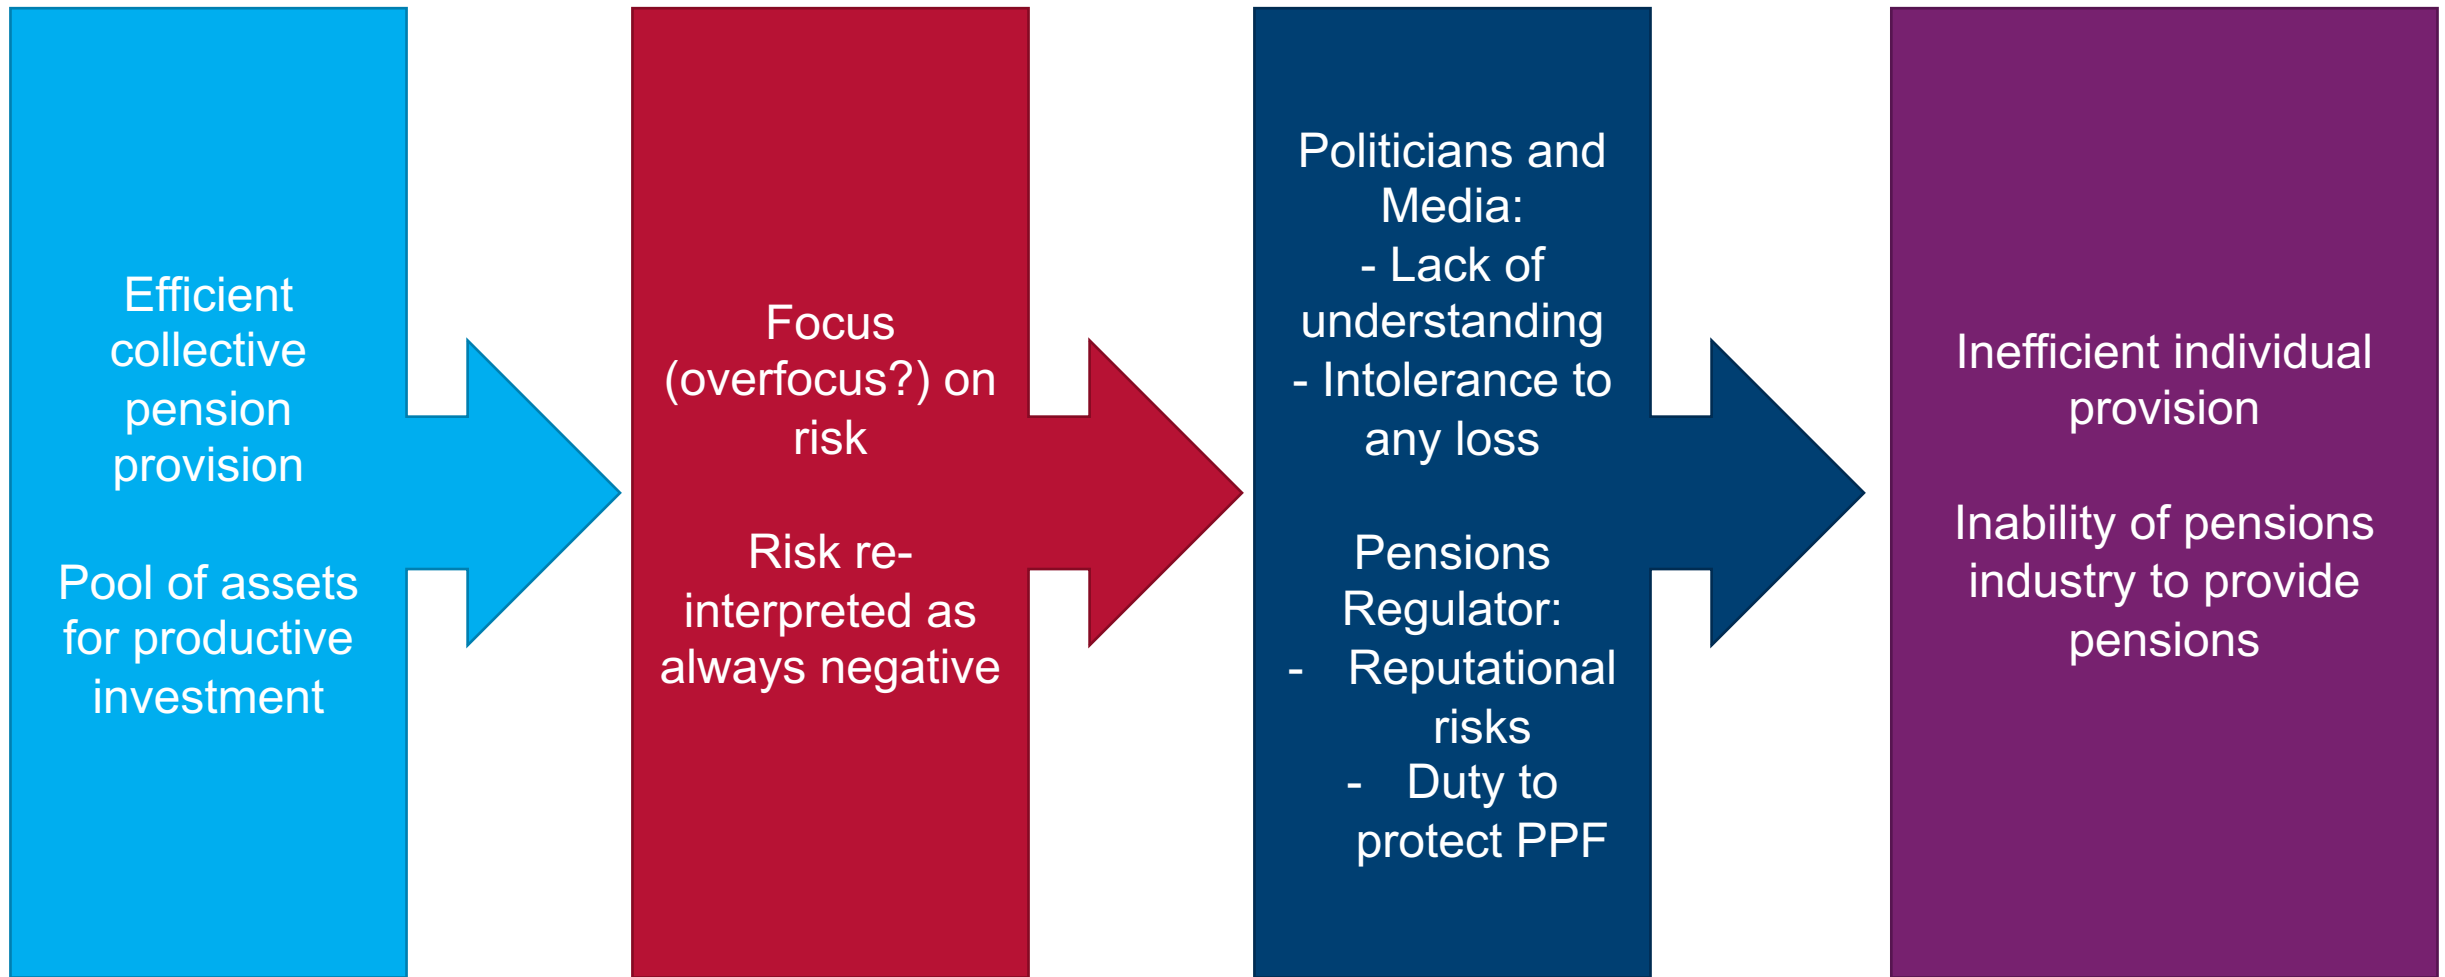 Efficient
collective
pension
provision
Pool of assets
for productive
investment
Focus
(overfocus?) on
risk
Risk re-
interpreted as
always negative
Politicians and
Media:
- Lack of
understanding
- Intolerance to
any loss
Pensions
Regulator:
- Reputational
risks
- Duty to
protect PPF
Inefficient individual
provision
Inability of pensions
industry to provide
pensions